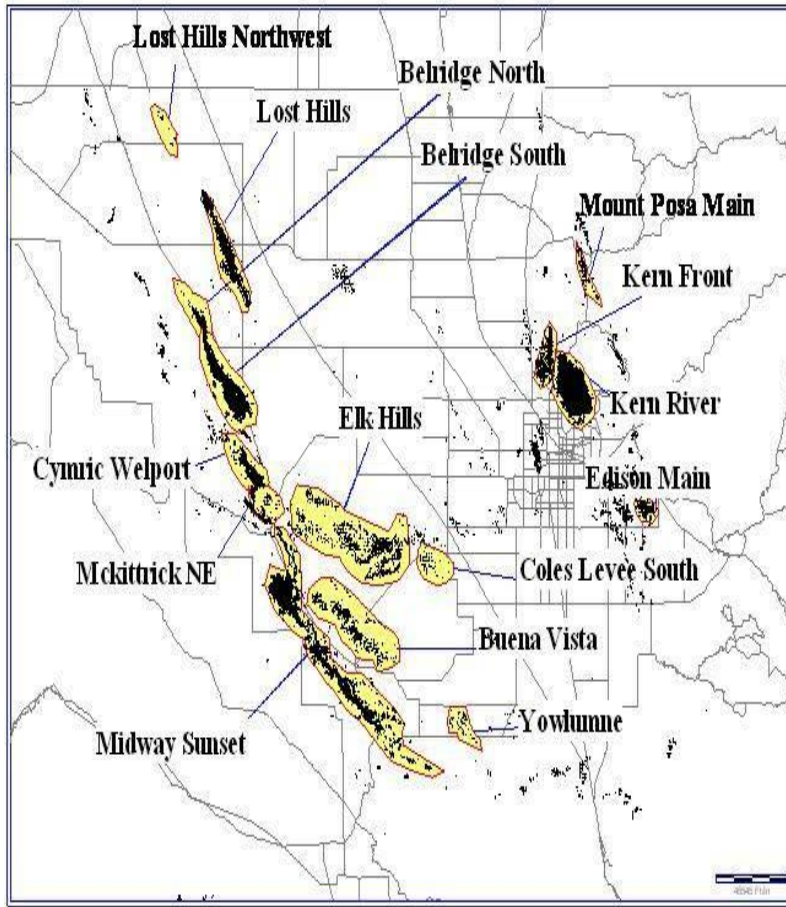 Lost Hills Northwest
Belridge North
Lost Hills
Belridge South
Mount Posa Main
Kern Front
Kern River
Elk Hills
Cymric Welport
Edison Main
Mckittrick NE
Coles Levee South
Buena Vista
Yowlumne
Midway Sunset